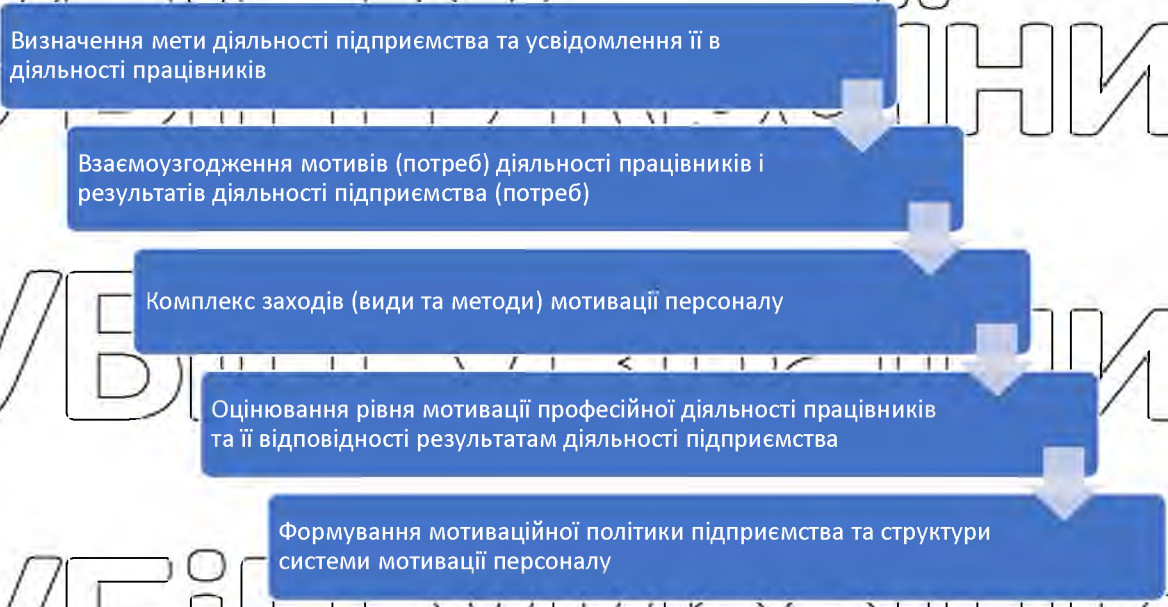 Визначення мети діяльності підприємства та усвідомлення її в
діяльності працівників
Взаємоузгодження мотивів (потреб) діяльності працівників і
результатів діяльності підприємства (потреб)
Комплекс заходів (види та методи) мотивації персоналу
Оцінювання рівня мотивації професійної діяльності працівників
та її відповідності результатам діяльності підприємства
Формування мотиваційної політики підприємства та структури
системи мотивації персоналу